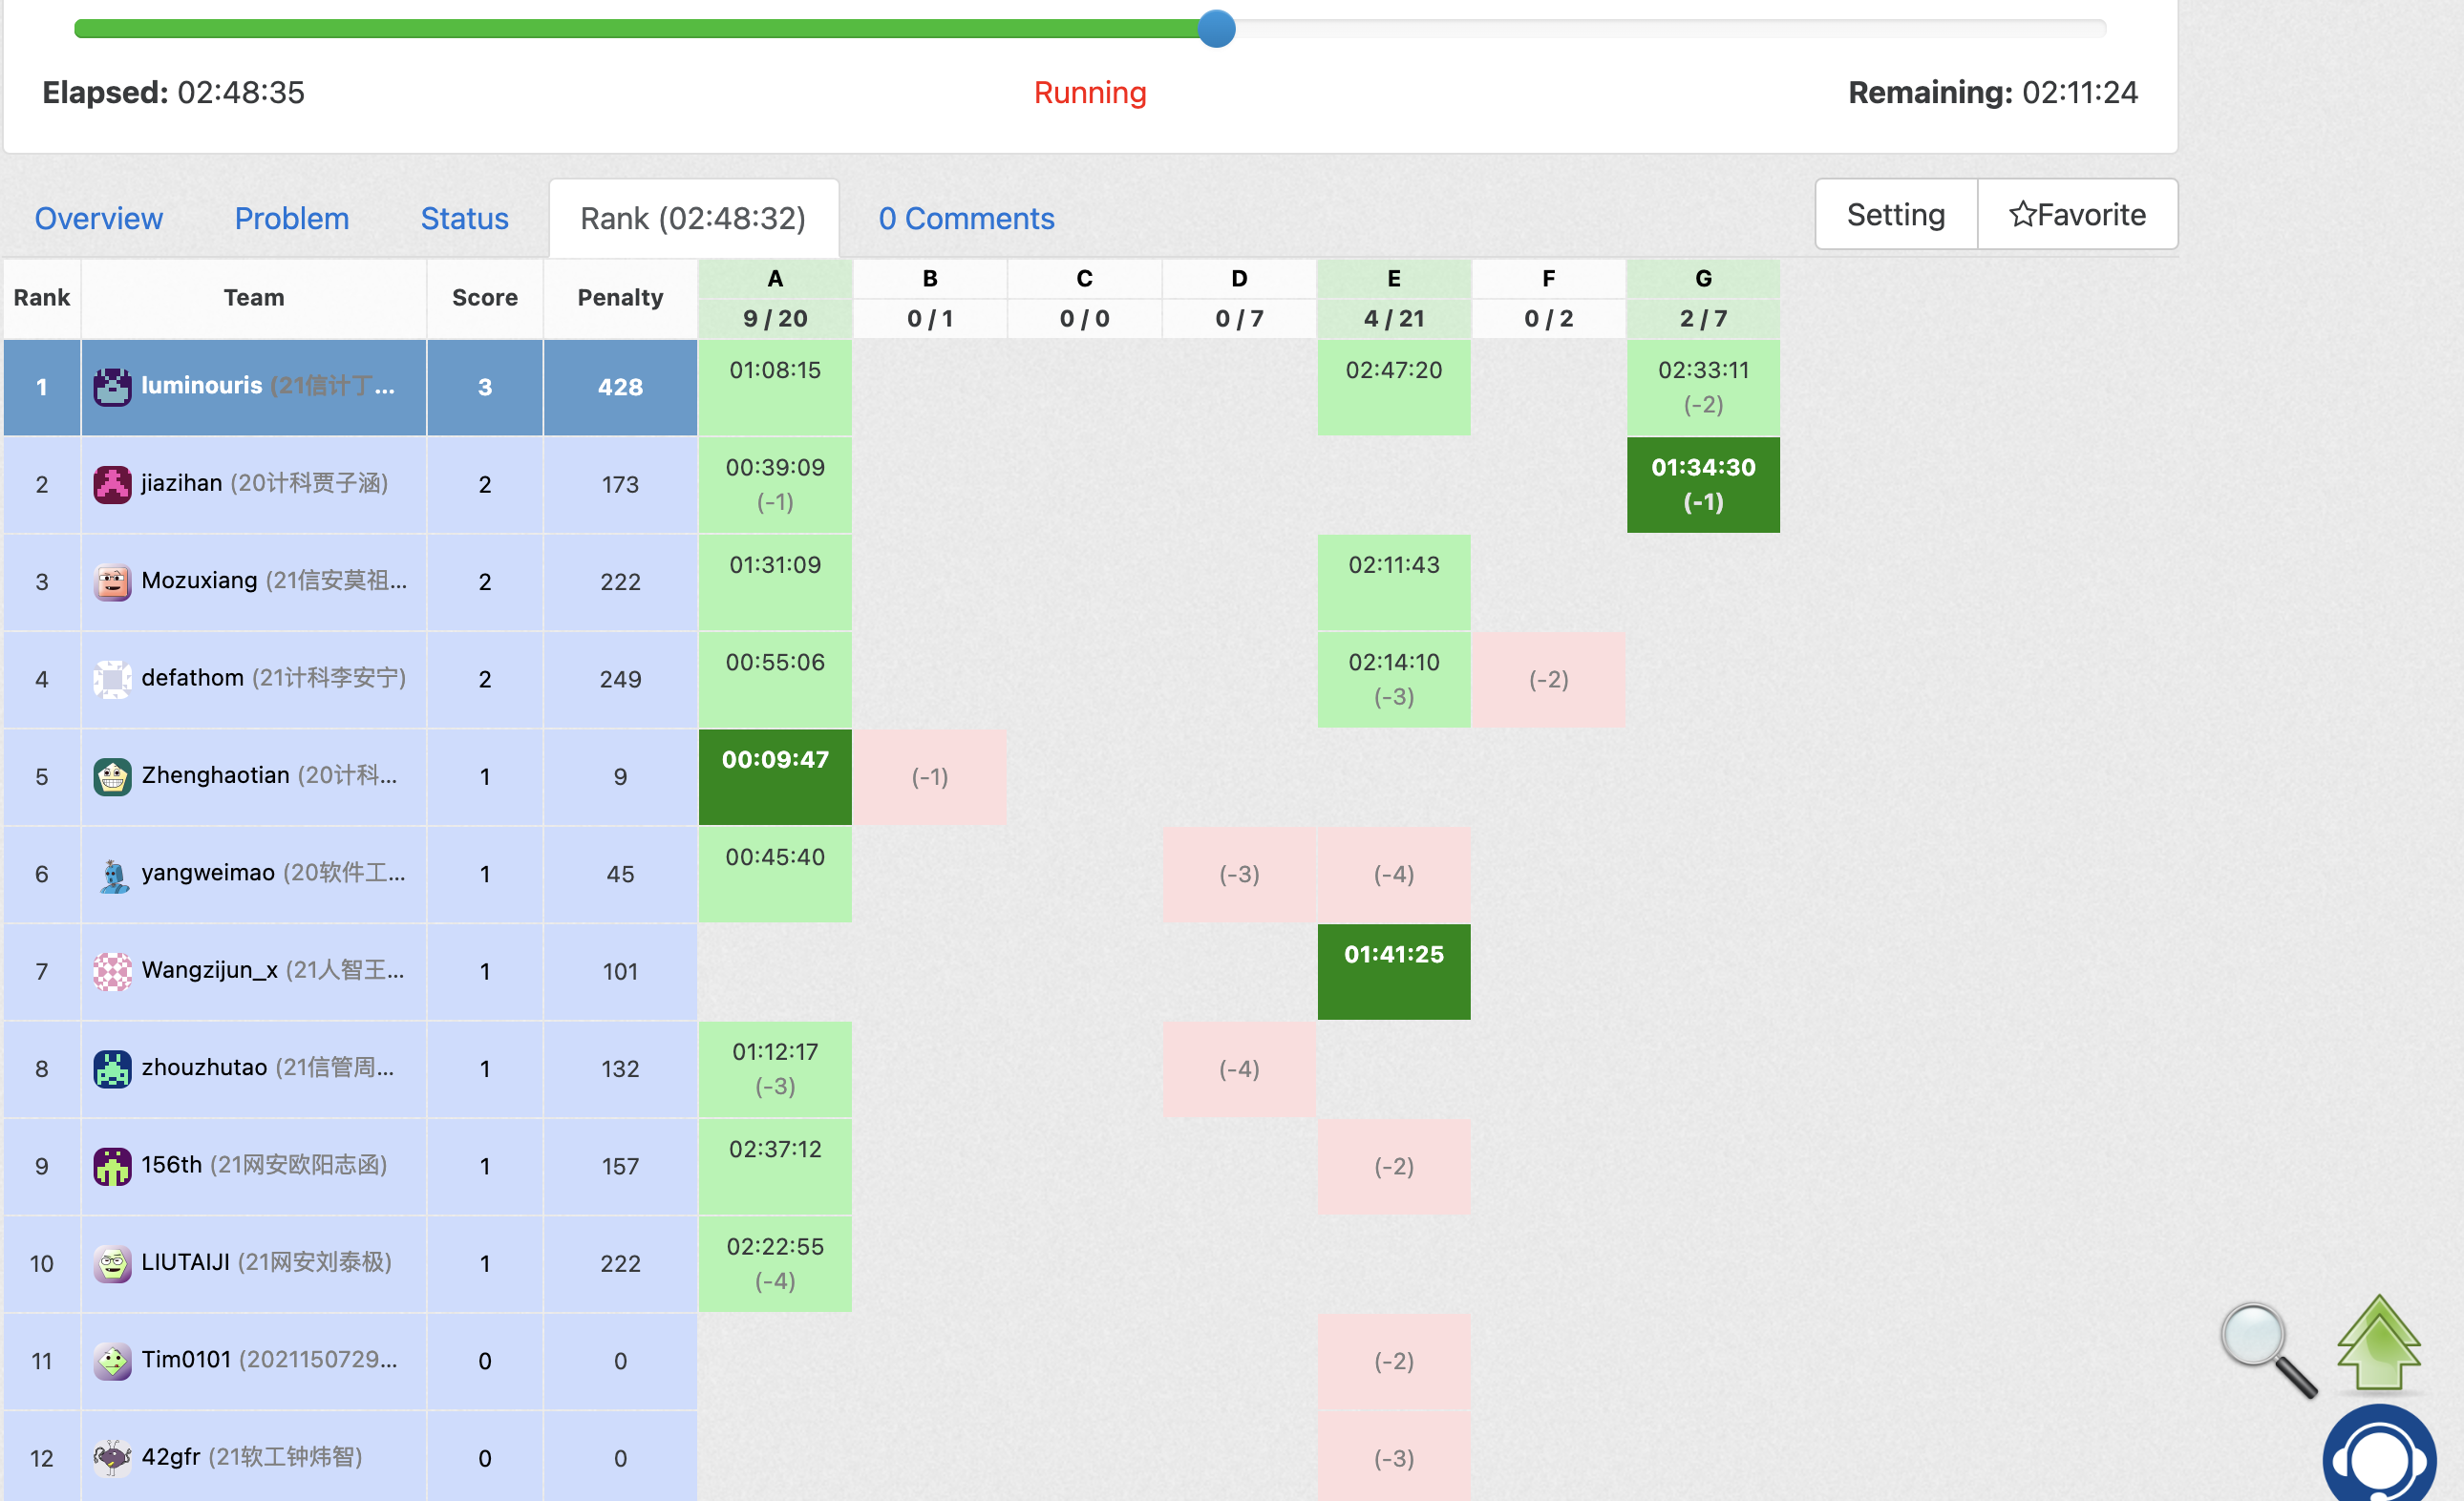 Elapsed: 02:48:35 Running Remaining: 02:11:24
Overview Problem Status Rank (02:48:32) 0 Comments Setting ☆Favorite
Rank Team Score Penalty A B C D E F G
9 / 20 0 / 1 0 / 0 0 / 7 4 / 21 0 / 2 2 / 7
1 luminouris (21信计丁... 3 428 01:08:15 02:47:20 02:33:11
(-2)
2 jiazihan (20计科贾子涵) 2 173 00:39:09 01:34:30
(-1) (-1)
3 Mozuxiang (21信安莫祖... 2 222 01:31:09 02:11:43
4 defathom (21计科李安宁) 2 249 00:55:06 02:14:10 (-2)
(-3)
5 Zhenghaotian (20计科... 1 9 00:09:47 (-1)
6 yangweimao (20软件工... 1 45 00:45:40 (-3) (-4)
7 Wangzijun_x (21人智王... 1 101 01:41:25
8 zhouzhutao (21信管周... 1 132 01:12:17 (-4)
(-3)
9 156th (21网安欧阳志函) 1 157 02:37:12 (-2)
10 LIUTAIJI (21网安刘泰极) 1 222 02:22:55
(-4)
11 Tim0101 (2021150729... 0 0 (-2)
12 42gfr (21软工钟炜智) 0 0 (-3)